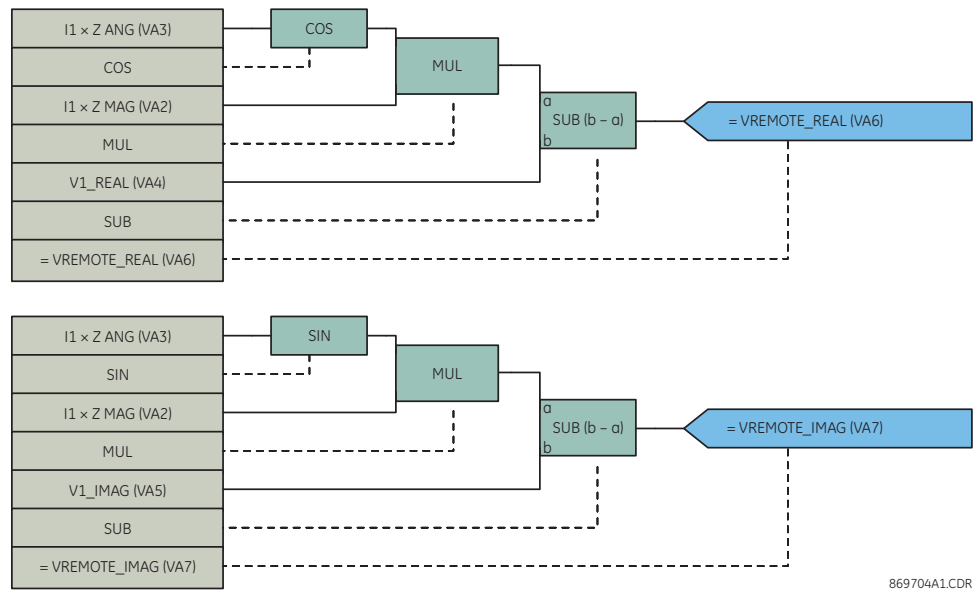 I1 × Z ANG (VA3)
COS
COS
I1 × Z MAG (VA2)
MUL
MUL
V1_REAL (VA4)
SUB
= VREMOTE_REAL (VA6)
a
SUB (b – a)
b
= VREMOTE_REAL (VA6)
I1 × Z ANG (VA3)
SIN
SIN
I1 × Z MAG (VA2)
MUL
MUL
V1_IMAG (VA5)
SUB
= VREMOTE_IMAG (VA7)
a
SUB (b – a)
b
= VREMOTE_IMAG (VA7)
869704A1.CDR